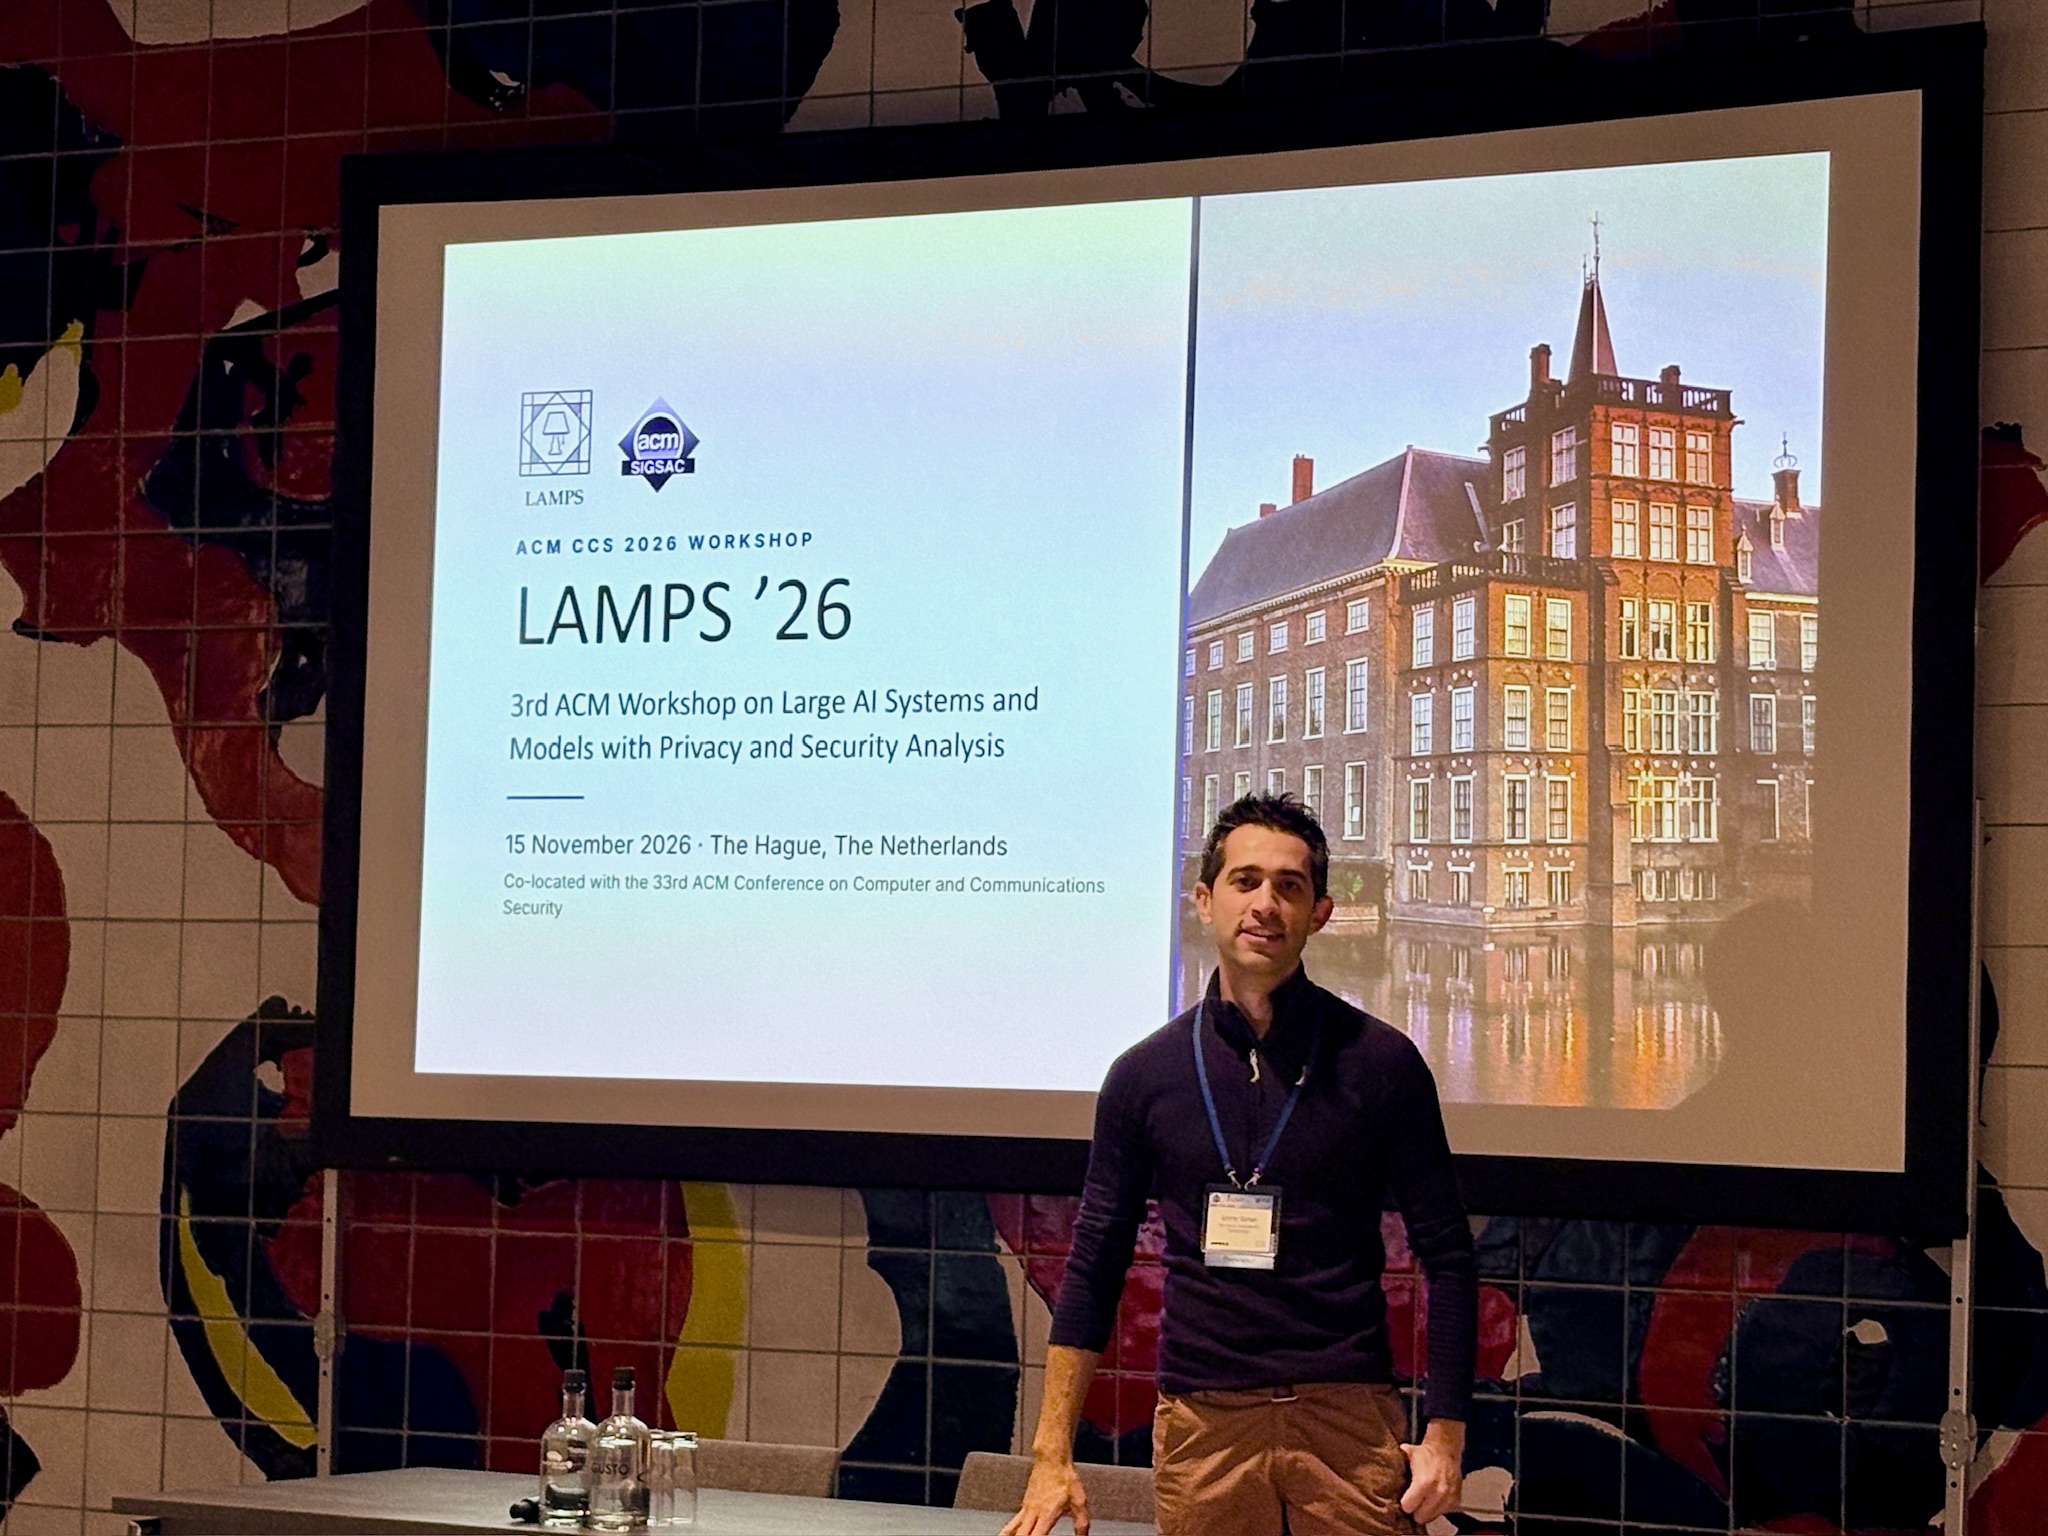 LAMPS
acm
SIGSAC
ACM CCS 2026 WORKSHOP
LAMPS ’26
3rd ACM Workshop on Large AI Systems and
Models with Privacy and Security Analysis
15 November 2026 · The Hague, The Netherlands
Co-located with the 33rd ACM Conference on Computer and Communications
Security
GUSTO